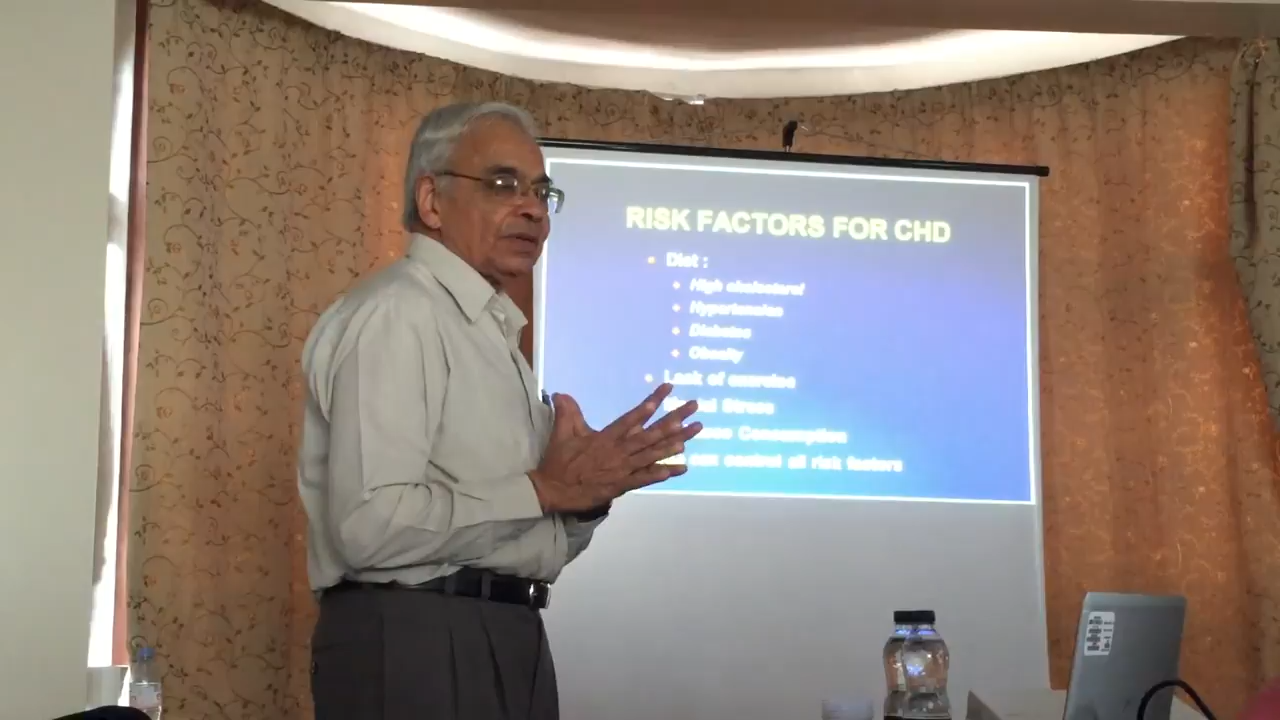 RISK FACTORS FOR CHD
Diet :
High cholesterol
Hypertension
Diabetes
Obesity
Lack of exercise
Stress
Consumption
can control all risk factors